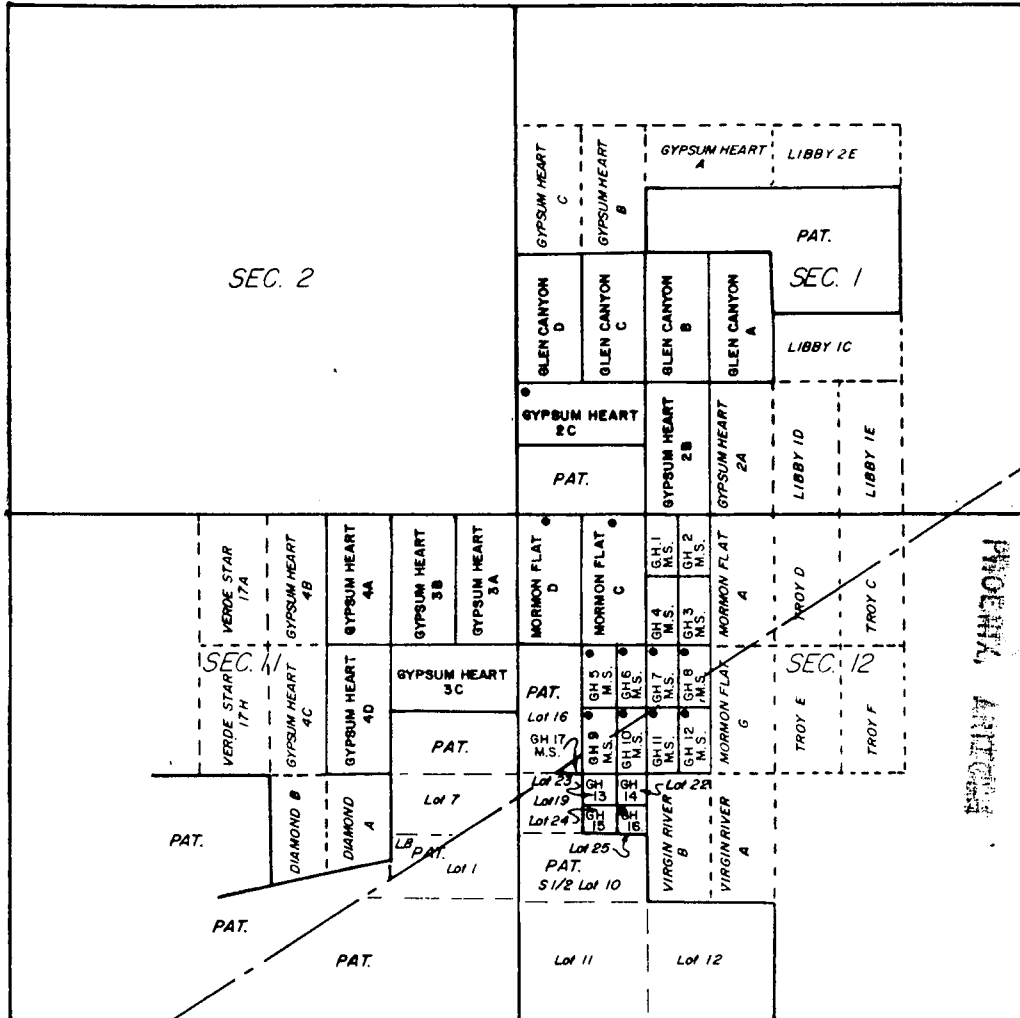 GYPSUM HEART
C
GYPSUM HEART
B
GYPSUM HEART
A
LIBBY 2E
PAT.
SEC. 2
SEC. 1
GLEN CANYON
D
GLEN CANYON
C
GLEN CANYON
B
GLEN CANYON
A
LIBBY 1C
GYPSUM HEART
2C
GYPSUM HEART
2B
GYPSUM HEART
2A
LIBBY 1D
LIBBY 1E
PAT.
VERDE STAR
17A
GYPSUM HEART
4B
GYPSUM HEART
4A
GYPSUM HEART
3B
GYPSUM HEART
3A
MORMON FLAT
D
MORMON FLAT
C
G.H.1
M.S.
GH 2
M.S.
GH 4
M.S.
GH 3
M.S.
MORMON FLAT
A
TROY D
TROY C
PHOENIX, ARIZONA
SEC. 11
SEC. 12
VERDE STAR
17H
GYPSUM HEART
4C
GYPSUM HEART
4D
GYPSUM HEART
3C
PAT.
PAT.
Lot 16
GH 17
M.S.
GH 5
M.S.
GH 6
M.S.
GH 7
M.S.
GH 8
M.S.
GH 9
M.S.
GH 10
M.S.
GH 11
M.S.
GH 12
M.S.
MORMON FLAT
G
TROY E
TROY F
PAT.
DIAMOND B
DIAMOND
A
Lot 7
LB
PAT.
Lot 1
Lot 23
Lot 19
Lot 24
GH
13
GH
14
Lot 22
GH
15
GH
16
Lot 25
PAT.
S 1/2 Lot 10
VIRGIN RIVER
B
VIRGIN RIVER
A
PAT.
PAT.
Lot 11
Lot 12